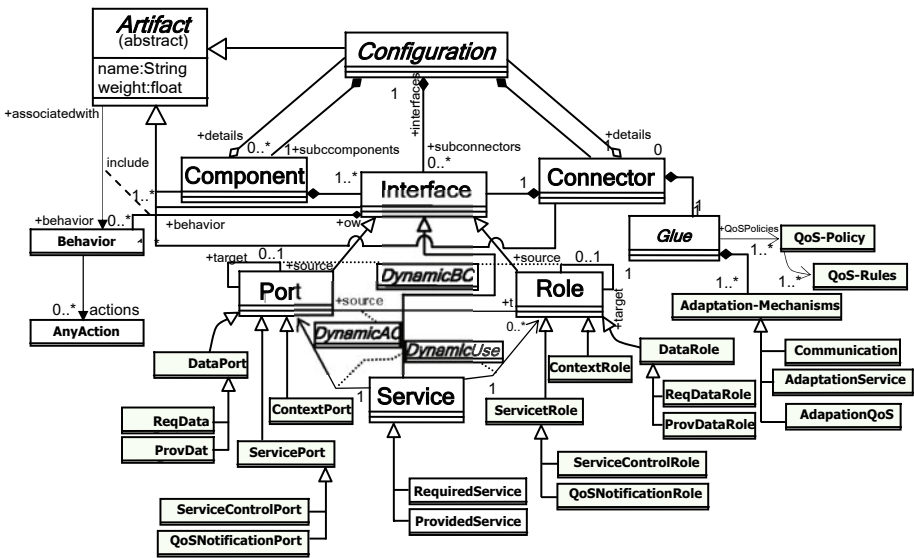 Artifact
(abstract)
name:String
weight:float
Configuration
+associatedwith
1
+interfaces
+details
0..*
1
+subccomponents
+subconnectors
0..*
1
+details
0
include
Component
1..*
Interface
1
Connector
1..*
1
+behavior
0..*
+behavior
+ow
Behavior
*
Glue
+QoSPolicies
1..*
QoS-Policy
1..*
QoS-Rules
+target
0..1
+source
DynamicBC
+source
0..1
1
Port
+source
+t
Role
+target
1..*
Adaptation-Mechanisms
0..*
actions
AnyAction
DynamicAC
0..*
DynamicUse
DataPort
ContextRole
DataRole
Communication
AdaptationService
AdapationQoS
1
Service
1
ContextPort
ServicetRole
ReqDataRole
ProvDataRole
ReqData
ProvDat
ServicePort
ServiceControlRole
QoSNotificationRole
RequiredService
ProvidedService
ServiceControlPort
QoSNotificationPort